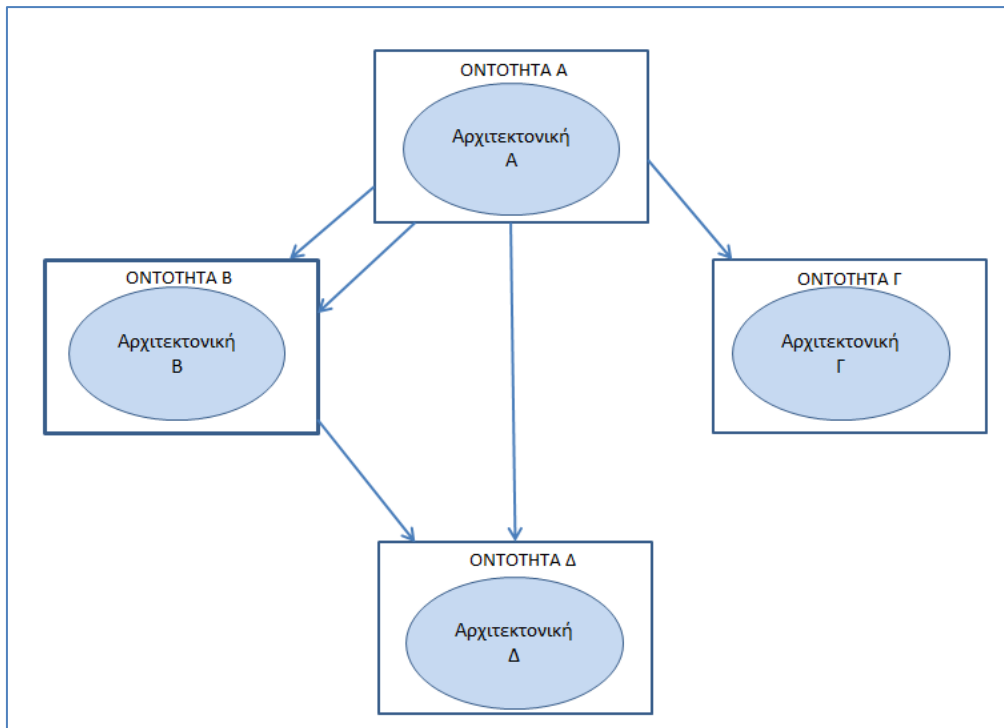 ΟΝΤΟΤΗΤΑ Α
Αρχιτεκτονική
Α
ΟΝΤΟΤΗΤΑ Β
Αρχιτεκτονική
Β
ΟΝΤΟΤΗΤΑ Γ
Αρχιτεκτονική
Γ
ΟΝΤΟΤΗΤΑ Δ
Αρχιτεκτονική
Δ